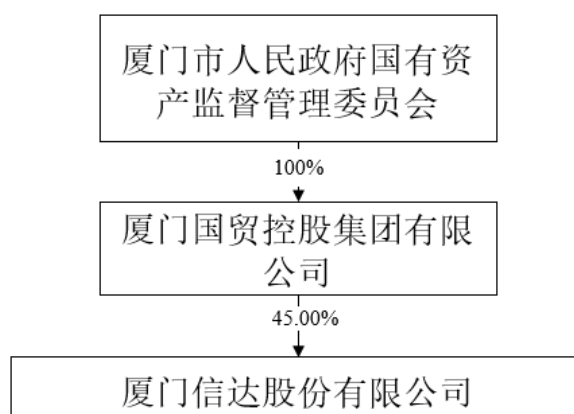 厦门市人民政府国有资
产监督管理委员会
100%
厦门国贸控股集团有限
公司
45.00%
厦门信达股份有限公司